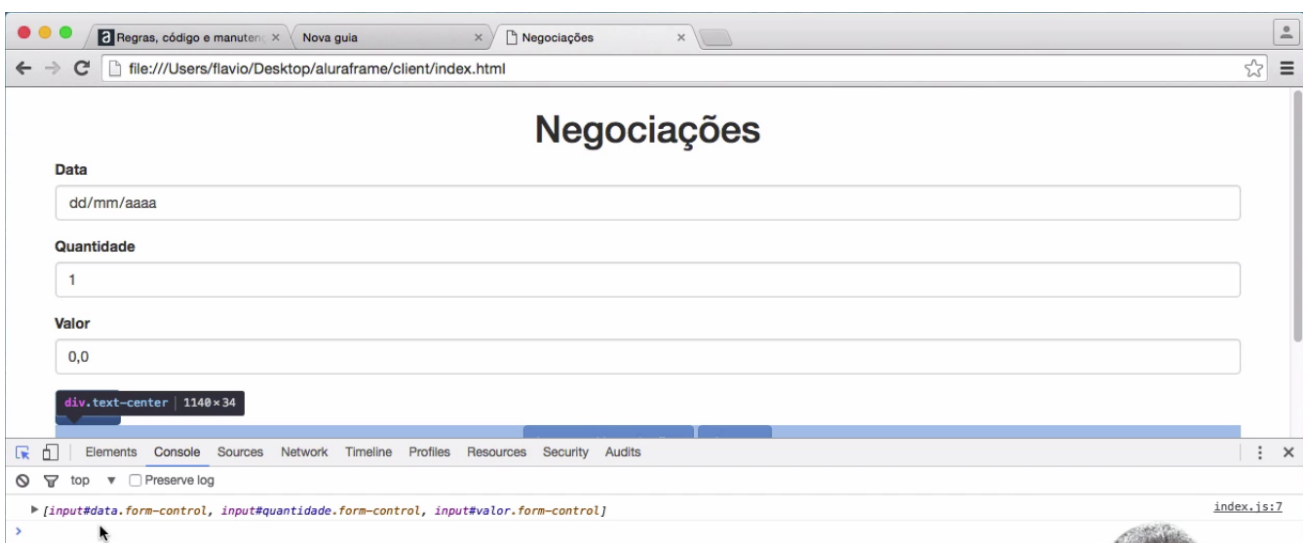 Regras, código e manuten Nova guia Negociações
file:///Users/flavio/Desktop/aluraframe/client/index.html
Negociações
Data
dd/mm/aaaa
Quantidade
1
Valor
0,0
div.text-center | 1140×34
Elements Console Sources Network Timeline Profiles Resources Security Audits
top Preserve log
[input#data.form-control, input#quantidade.form-control, input#valor.form-control] index.js:7
>